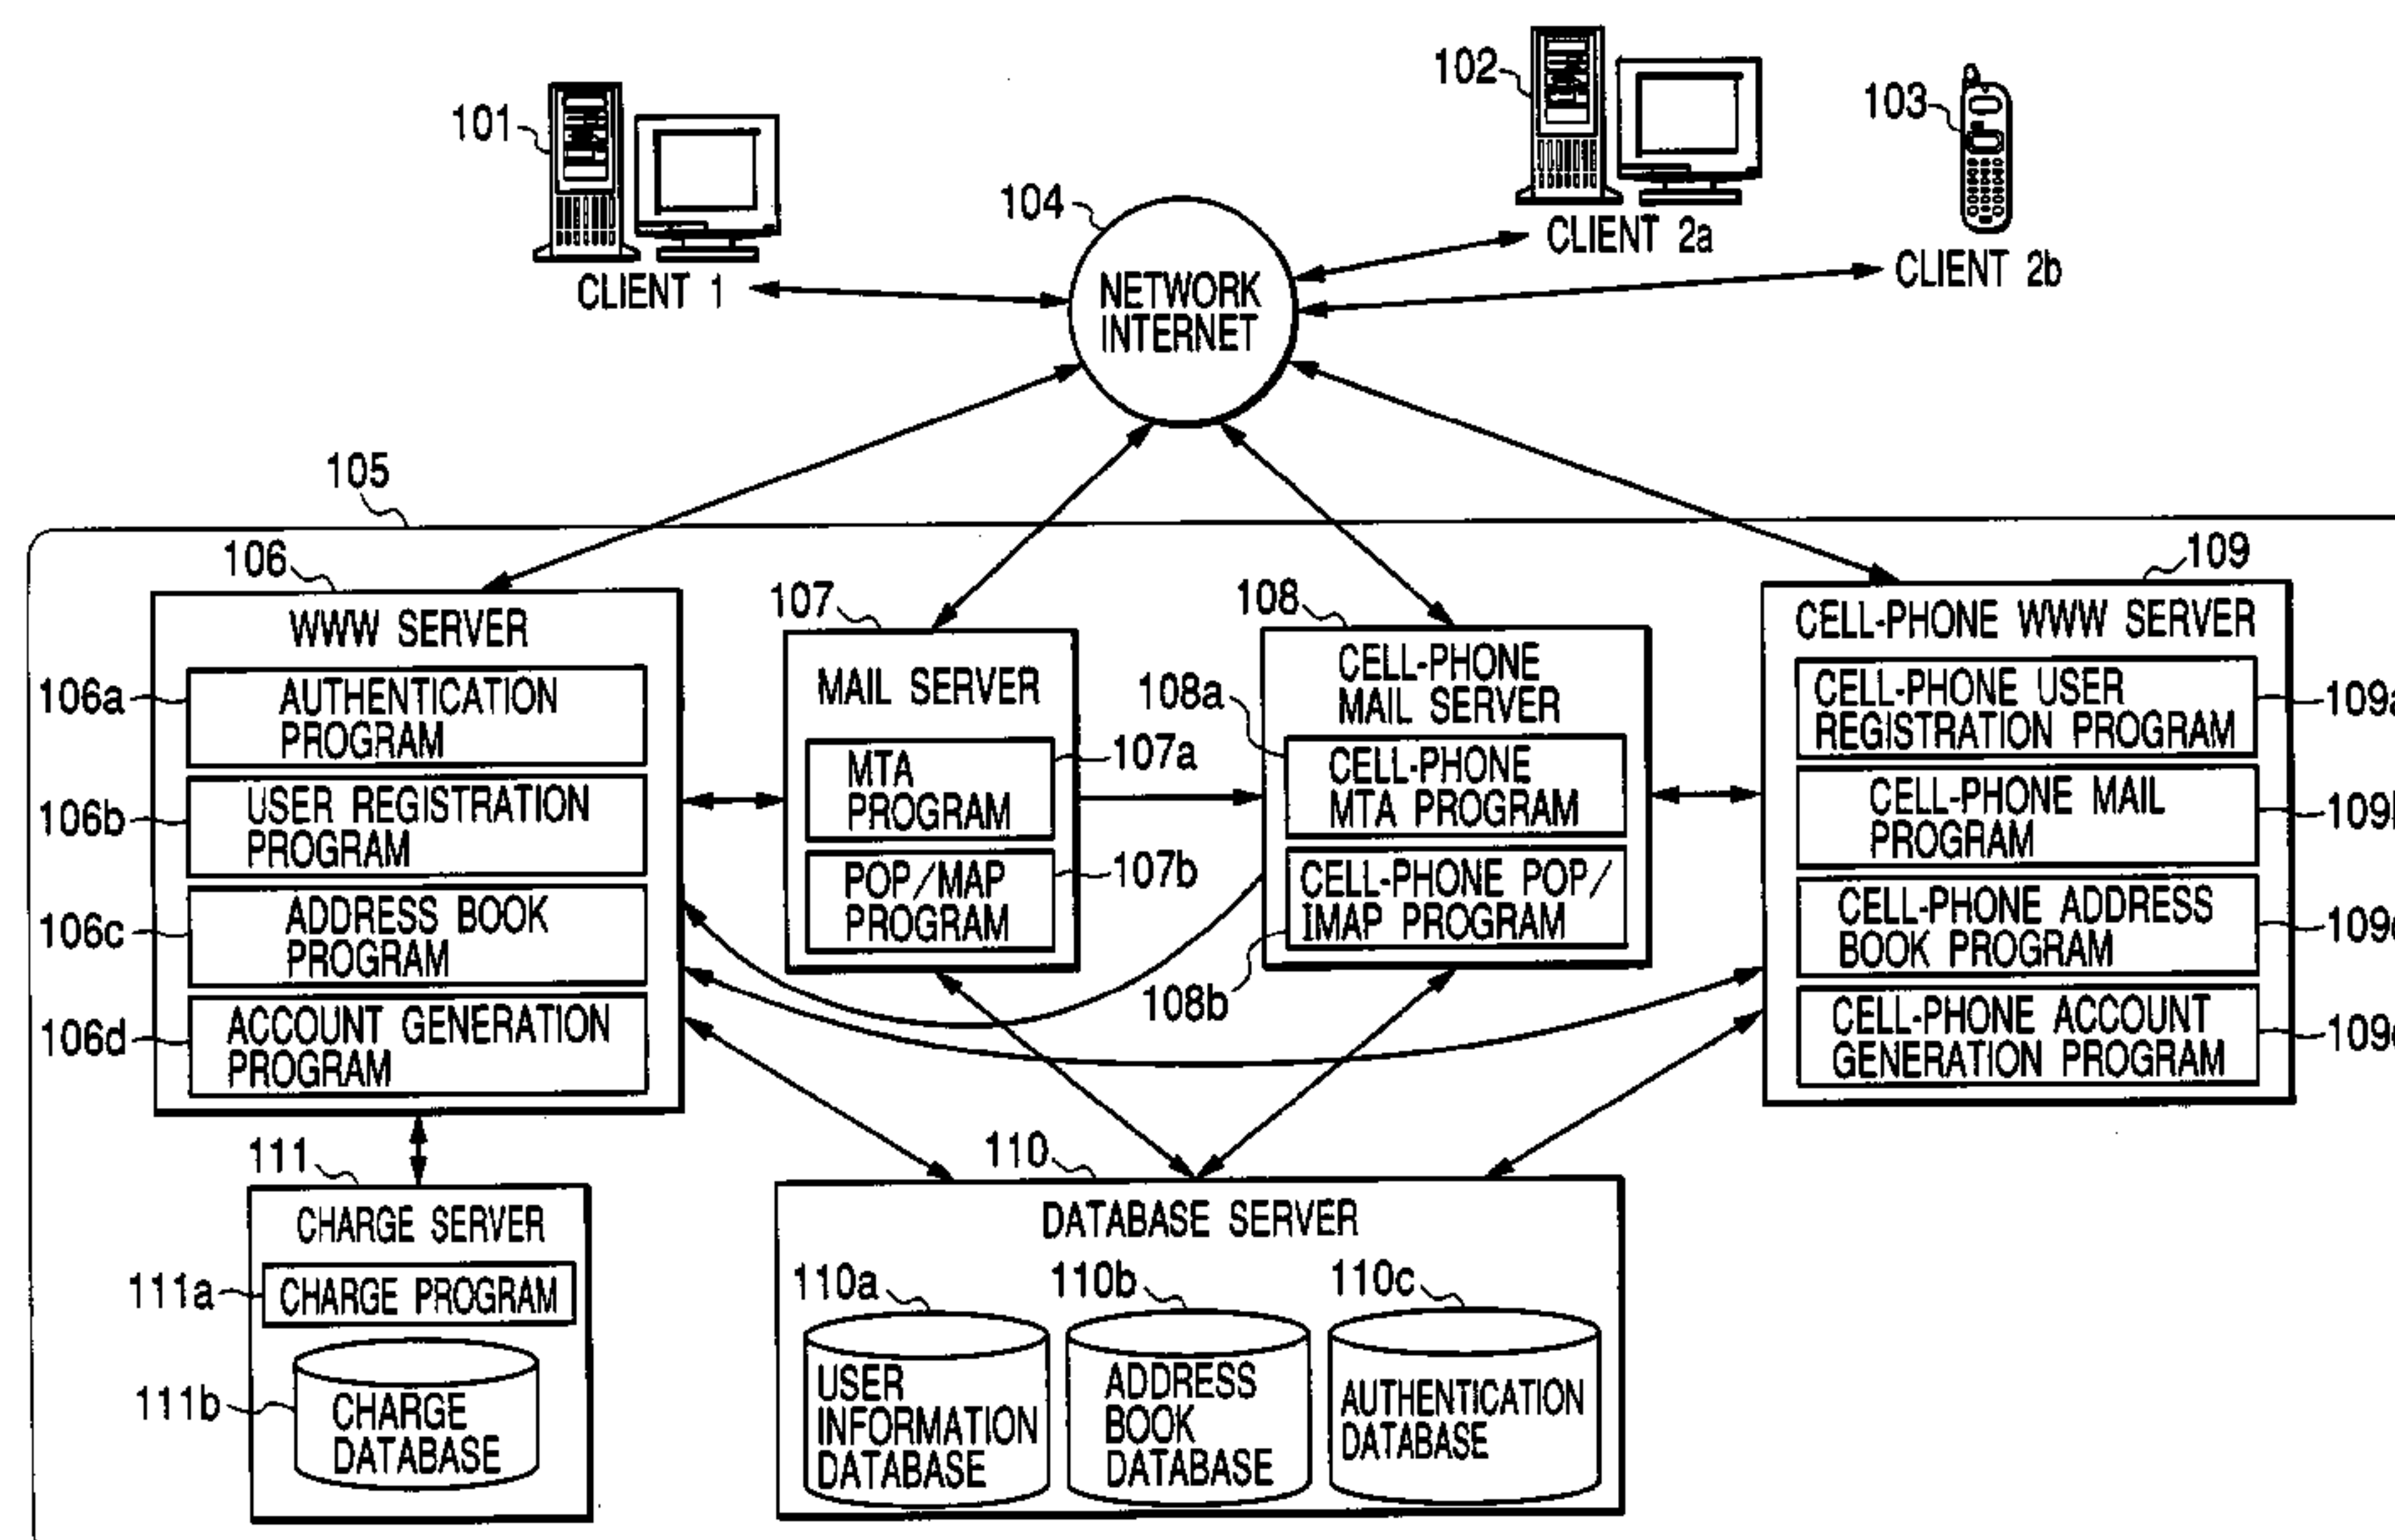 101
CLIENT 1
102
CLIENT 2a
103
CLIENT 2b
104
NETWORK
INTERNET
105
106
WWW SERVER
106a
AUTHENTICATION
PROGRAM
106b
USER REGISTRATION
PROGRAM
106c
ADDRESS BOOK
PROGRAM
106d
ACCOUNT GENERATION
PROGRAM
107
MAIL SERVER
107a
MTA
PROGRAM
107b
POP/MAP
PROGRAM
108
CELL-PHONE
MAIL SERVER
108a
CELL-PHONE
MTA PROGRAM
108b
CELL-PHONE POP/
IMAP PROGRAM
109
CELL-PHONE WWW SERVER
CELL-PHONE USER
REGISTRATION PROGRAM
109a
CELL-PHONE MAIL
PROGRAM
109
CELL-PHONE ADDRESS
BOOK PROGRAM
109
CELL-PHONE ACCOUNT
GENERATION PROGRAM
109
111
CHARGE SERVER
111a
CHARGE PROGRAM
111b
CHARGE
DATABASE
110
DATABASE SERVER
110a
USER
INFORMATION
DATABASE
110b
ADDRESS
BOOK
DATABASE
110c
AUTHENTICATION
DATABASE